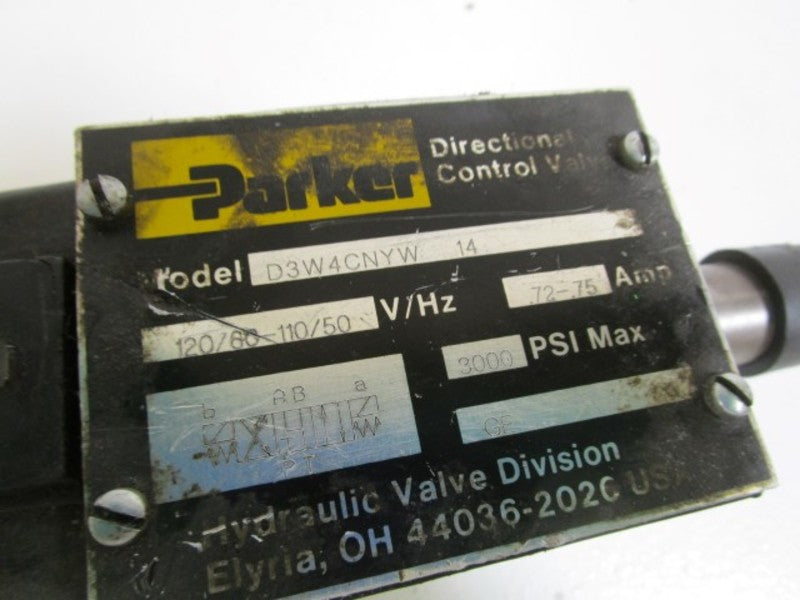 Parker
Directional
Control Valve
Model D3W4CNYW 14
120/60-110/50 V/Hz .72-.75 Amp
3000 PSI Max
b AB a
PT
Hydraulic Valve Division
Elyria, OH 44036-2020 USA